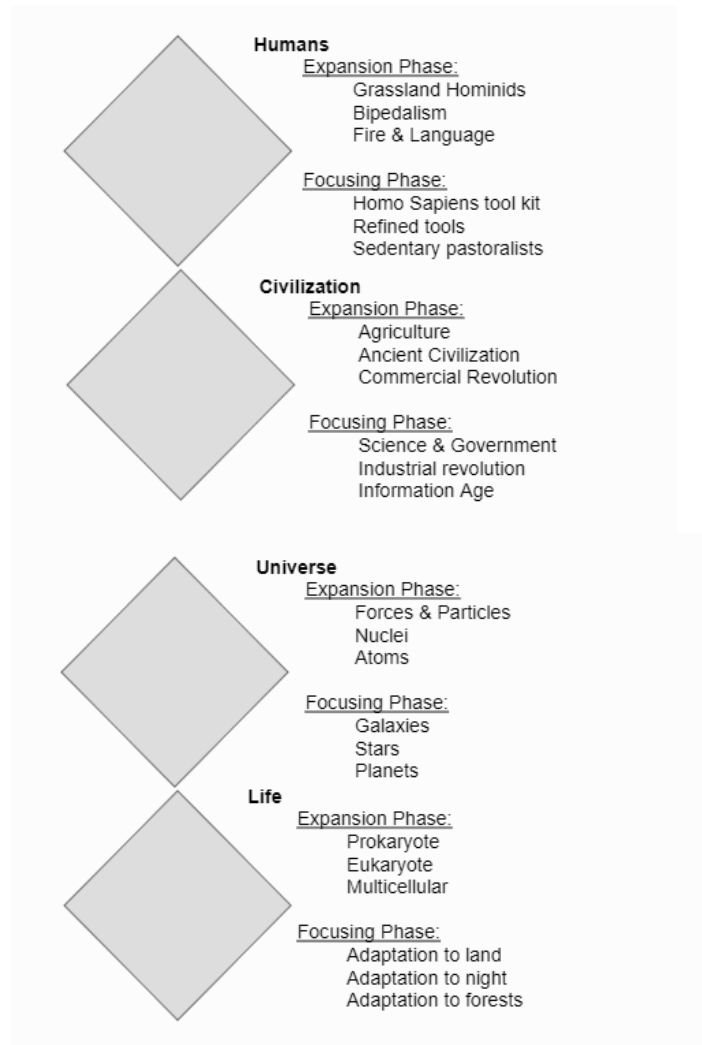 Humans
Expansion Phase:
Grassland Hominids
Bipedalism
Fire & Language
Focusing Phase:
Homo Sapiens tool kit
Refined tools
Sedentary pastoralists
Civilization
Expansion Phase:
Agriculture
Ancient Civilization
Commercial Revolution
Focusing Phase:
Science & Government
Industrial revolution
Information Age
Universe
Expansion Phase:
Forces & Particles
Nuclei
Atoms
Focusing Phase:
Galaxies
Stars
Planets
Life
Expansion Phase:
Prokaryote
Eukaryote
Multicellular
Focusing Phase:
Adaptation to land
Adaptation to night
Adaptation to forests